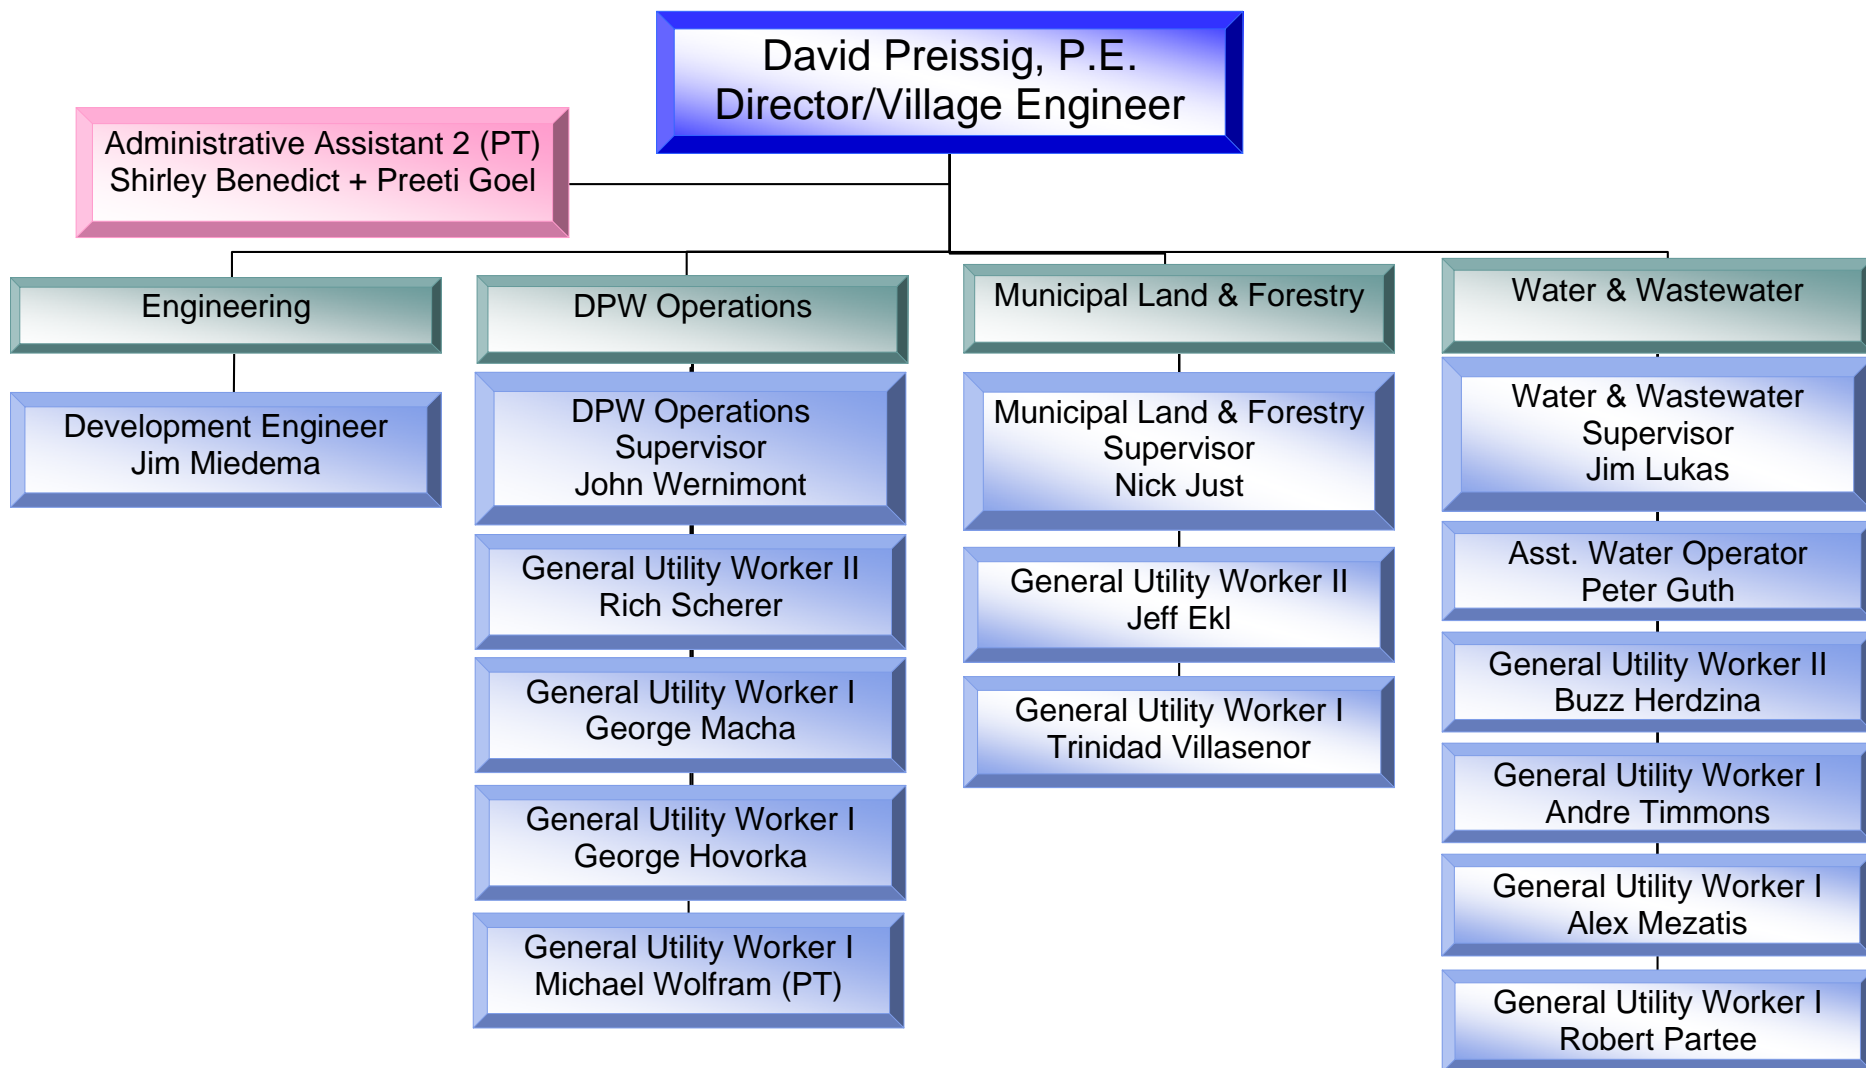 David Preissig, P.E.
Director/Village Engineer
Administrative Assistant 2 (PT)
Shirley Benedict + Preeti Goel
Engineering
Development Engineer
Jim Miedema
DPW Operations
DPW Operations
Supervisor
John Wernimont
General Utility Worker II
Rich Scherer
General Utility Worker I
George Macha
General Utility Worker I
George Hovorka
General Utility Worker I
Michael Wolfram (PT)
Municipal Land & Forestry
Municipal Land & Forestry
Supervisor
Nick Just
General Utility Worker II
Jeff Ekl
General Utility Worker I
Trinidad Villasenor
Water & Wastewater
Water & Wastewater
Supervisor
Jim Lukas
Asst. Water Operator
Peter Guth
General Utility Worker II
Buzz Herdzina
General Utility Worker I
Andre Timmons
General Utility Worker I
Alex Mezatis
General Utility Worker I
Robert Partee